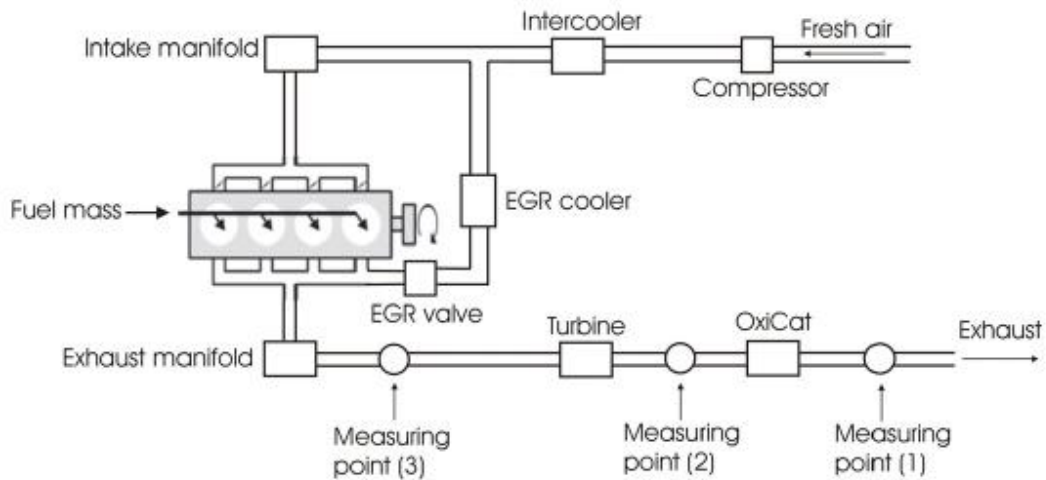 Intercooler
Fresh air
Intake manifold
Compressor
EGR cooler
Fuel mass
EGR valve
Turbine
OxiCat
Exhaust
Exhaust manifold
Measuring
point (3)
Measuring
point (2)
Measuring
point (1)